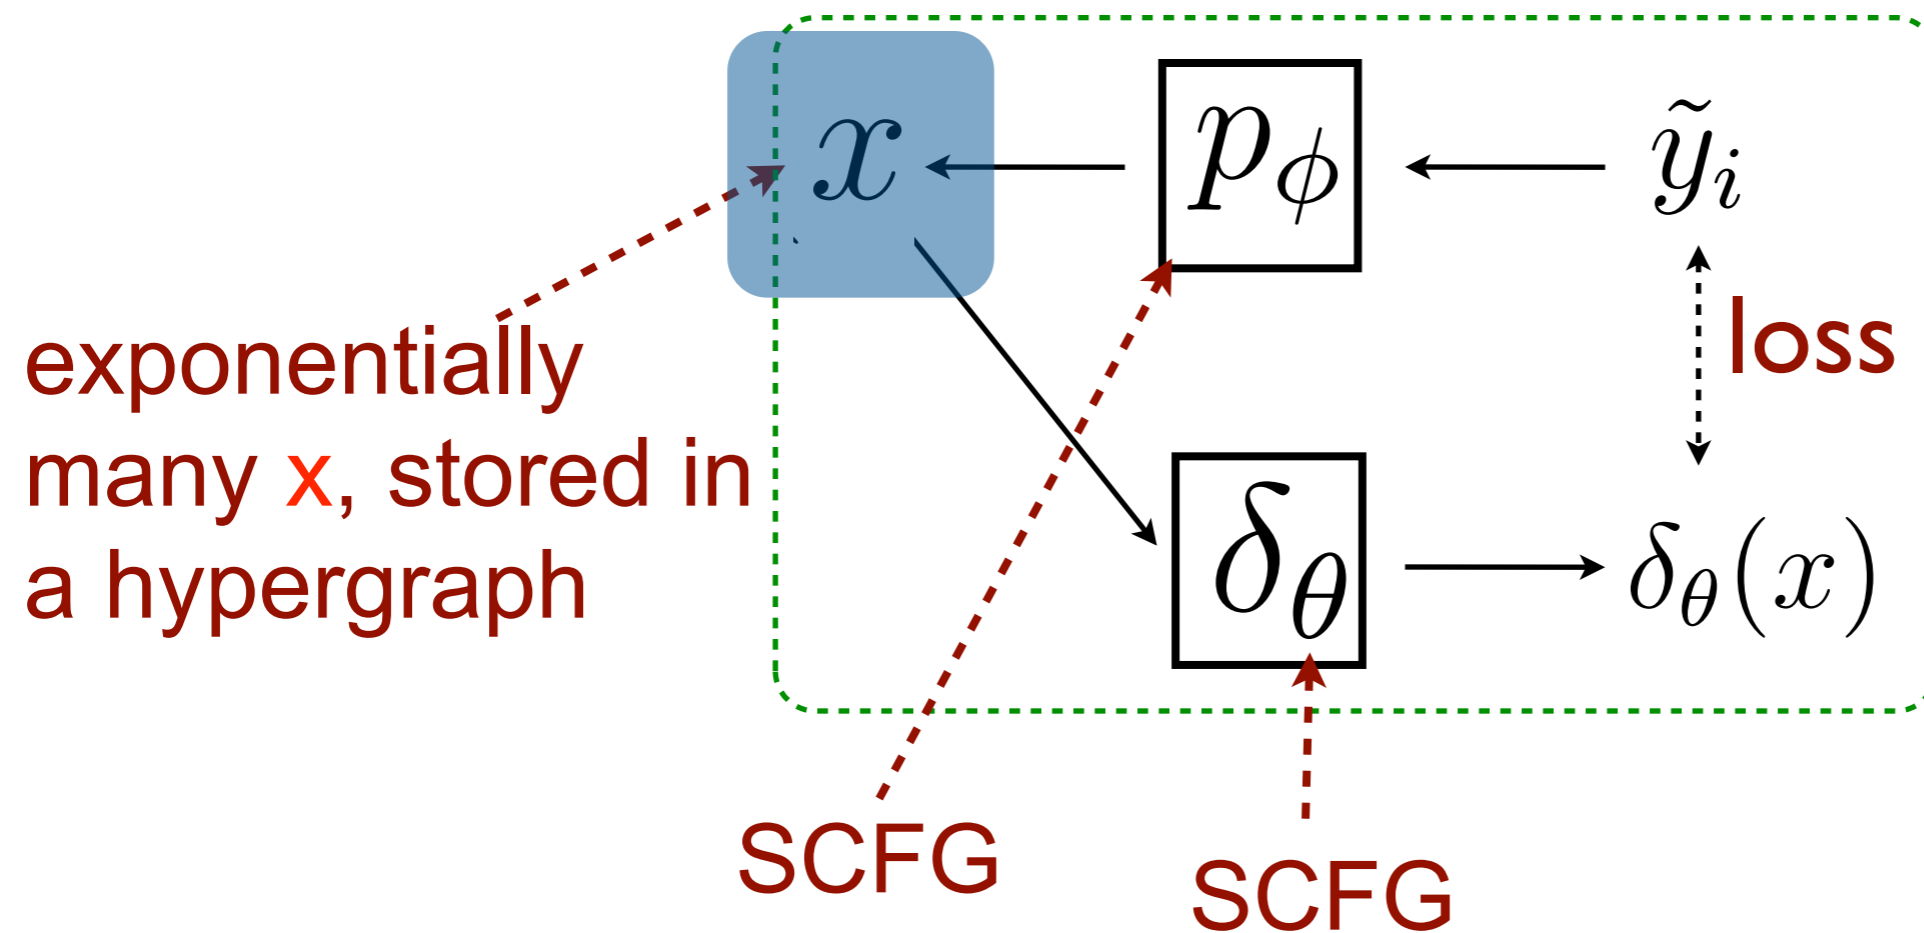 x
p_ϕ
ỹ_i
loss
exponentially
many x, stored in
a hypergraph
δ_θ
δ_θ(x)
SCFG
SCFG